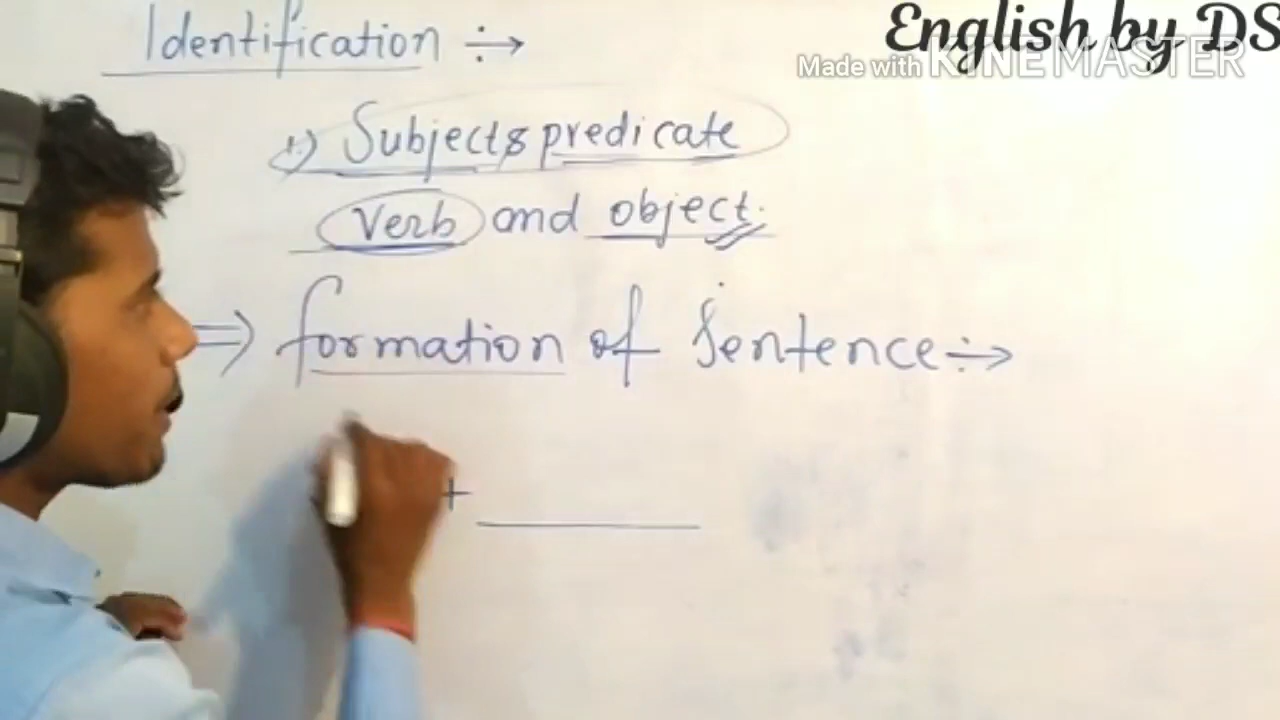 English by DS
Made with KINEMASTER
Identification ÷→
1.) Subject & predicate
Verb and object.
⇒ formation of sentence ÷→
+